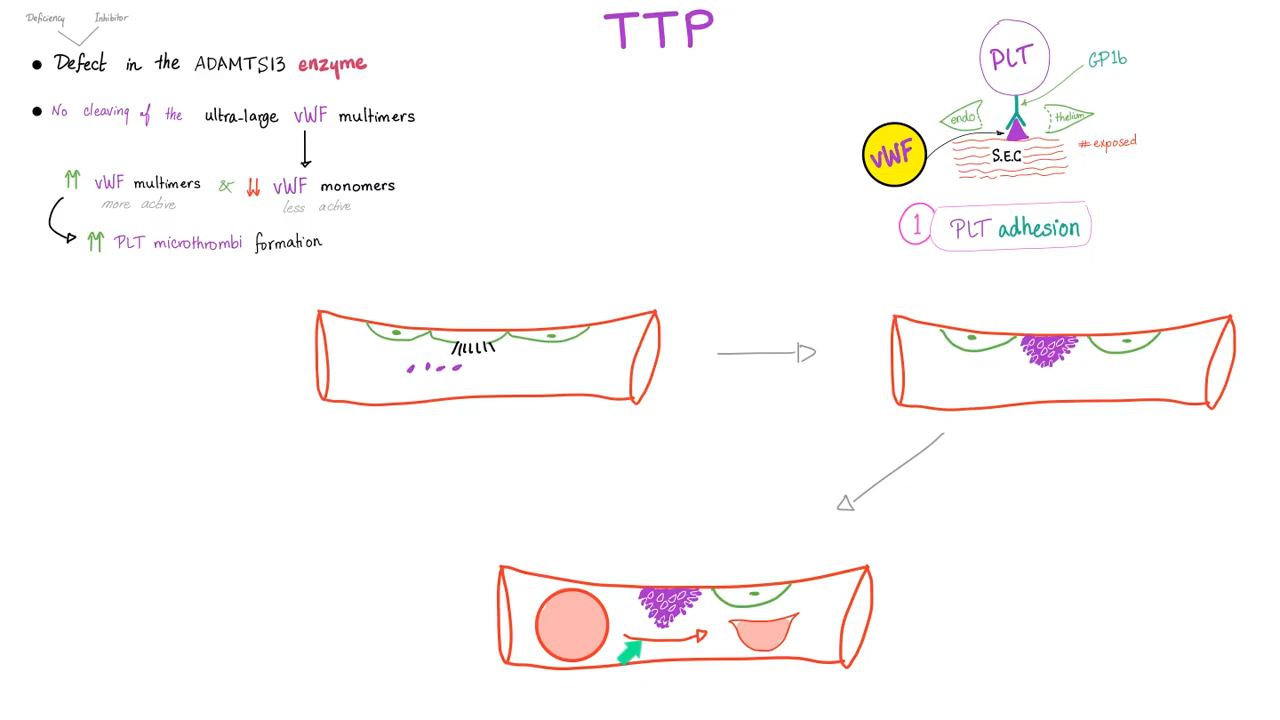 TTP
Deficiency Inhibitor
Defect in the ADAMTS13 enzyme
No cleaving of the ultra-large vWF multimers
vWF multimers & vWF monomers
more active less active
PLT microthrombi formation
PLT
GP1b
endo thelium
vWF
S.E.C
# exposed
1 PLT adhesion